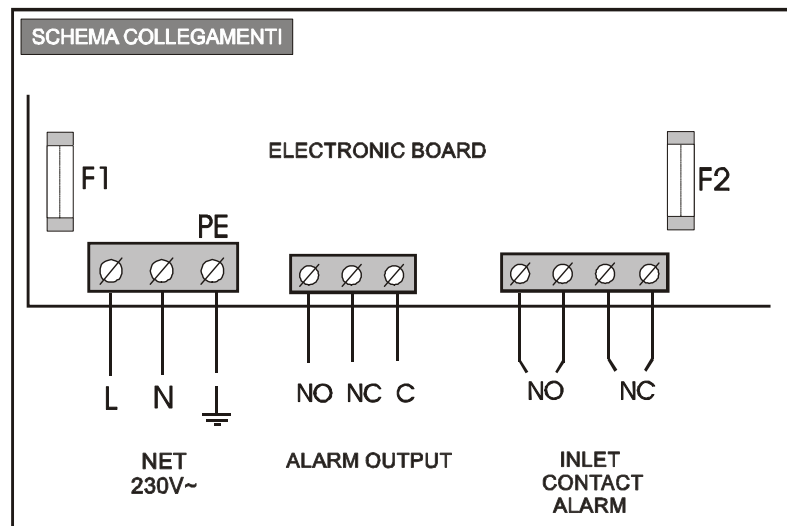 SCHEMA COLLEGAMENTI
ELECTRONIC BOARD
F1
F2
PE
L N
NO NC C
NO NC
NET
230V~
ALARM OUTPUT
INLET
CONTACT
ALARM